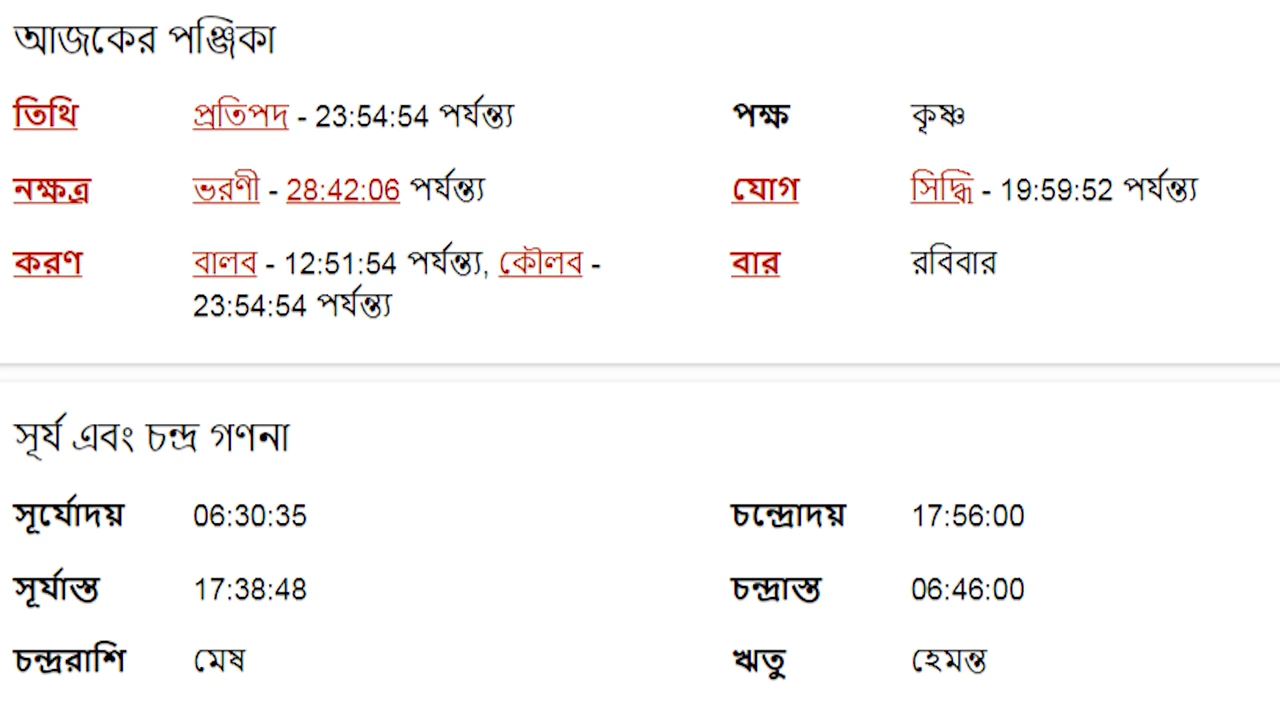 আজকের পঞ্জিকা
তিথি প্রতিপদ - 23:54:54 পর্যন্ত্য পক্ষ কৃষ্ণ
নক্ষত্র ভরণী - 28:42:06 পর্যন্ত্য যোগ সিদ্ধি - 19:59:52 পর্যন্ত্য
করণ বালব - 12:51:54 পর্যন্ত্য, কৌলব - বার রবিবার
23:54:54 পর্যন্ত্য
সূর্য এবং চন্দ্র গণনা
সূর্যোদয় 06:30:35 চন্দ্রোদয় 17:56:00
সূর্যাস্ত 17:38:48 চন্দ্রাস্ত 06:46:00
চন্দ্ররাশি মেষ ঋতু হেমন্ত